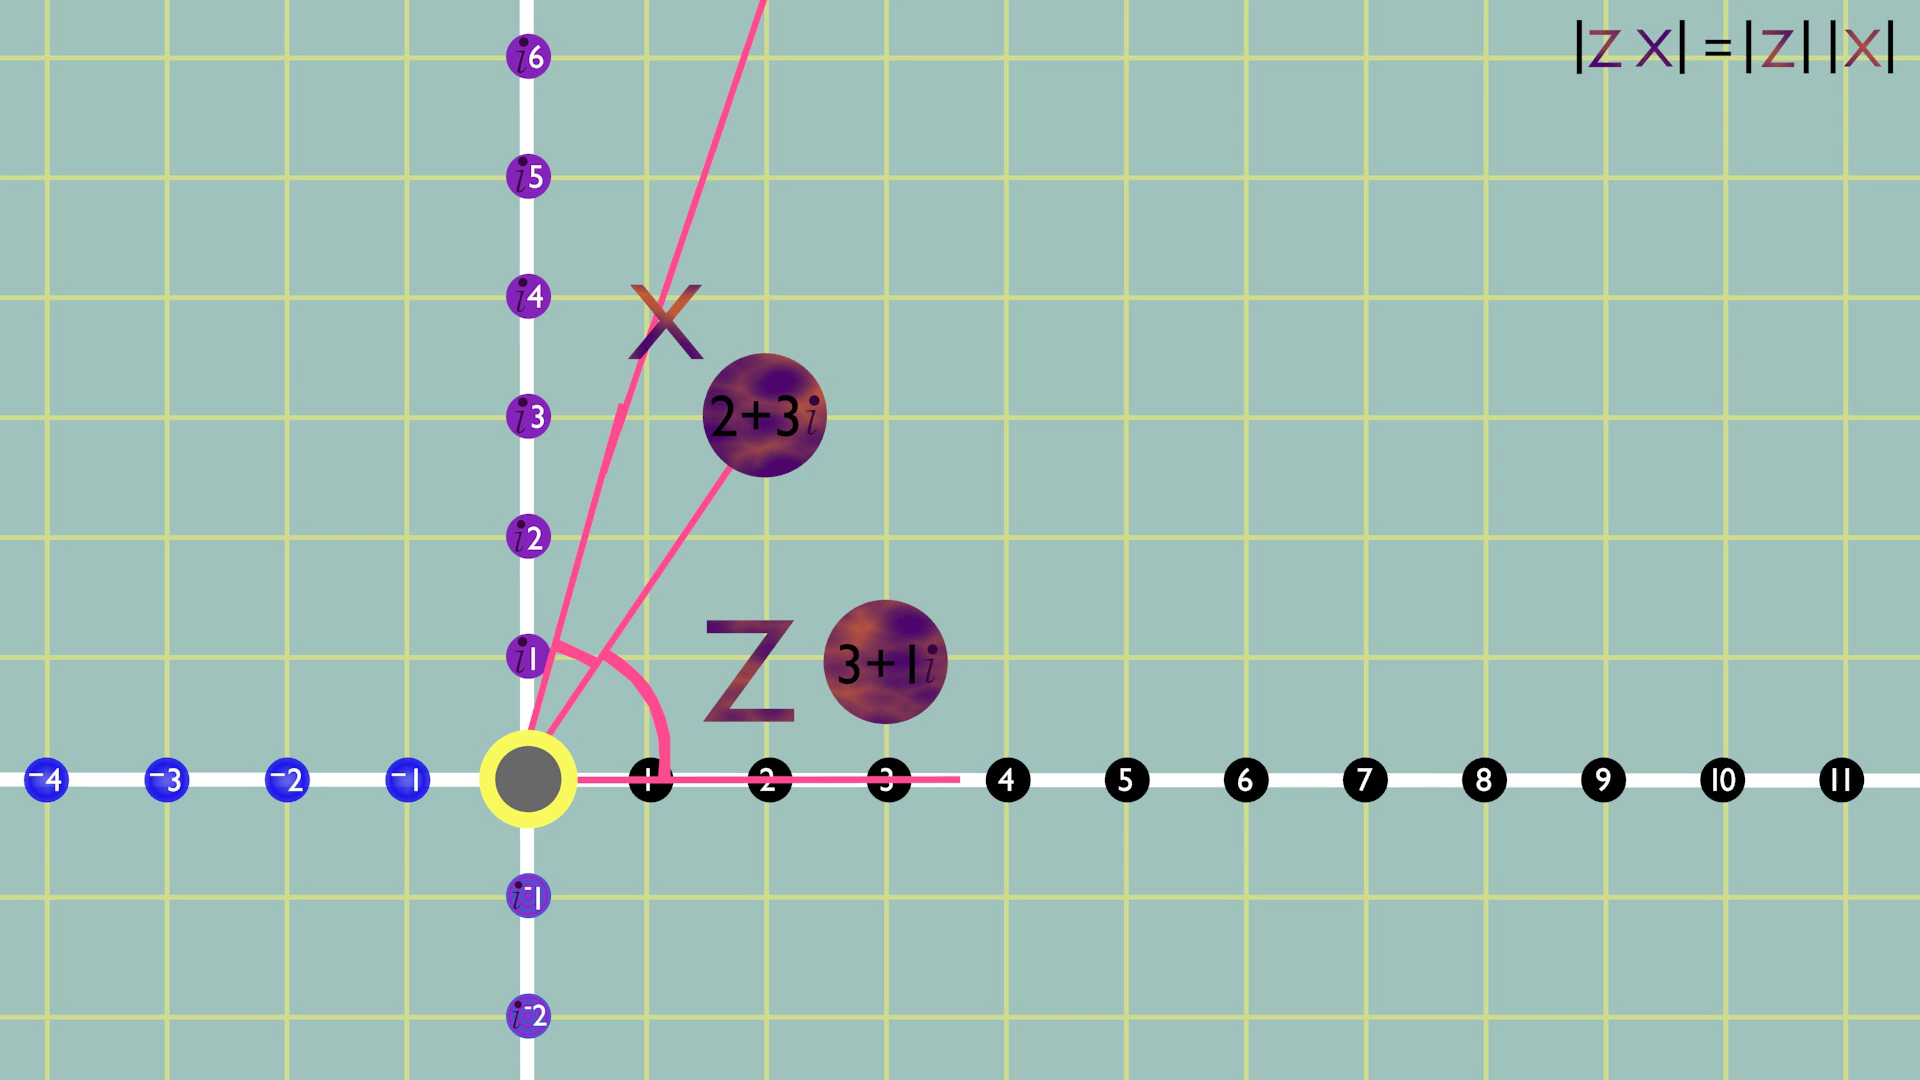 |Z X| = |Z| |X|
i6
i5
i4
X
i3
2+3i
i2
i1
Z
3+1i
-4 -3 -2 -1 1 2 3 4 5 6 7 8 9 10 11
i-1
i-2